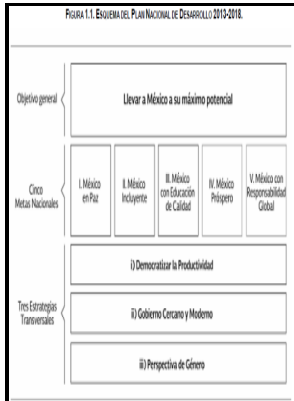 FIGURA 1.1. ESQUEMA DEL PLAN NACIONAL DE DESARROLLO 2013-2018.
Objetivo general
Llevar a México a su máximo potencial
Cinco
Metas Nacionales
I. México
en Paz
II. México
Incluyente
III. México
con Educación
de Calidad
IV. México
Próspero
V. México con
Responsabilidad
Global
Tres Estrategias
Transversales
i) Democratizar la Productividad
ii) Gobierno Cercano y Moderno
iii) Perspectiva de Género